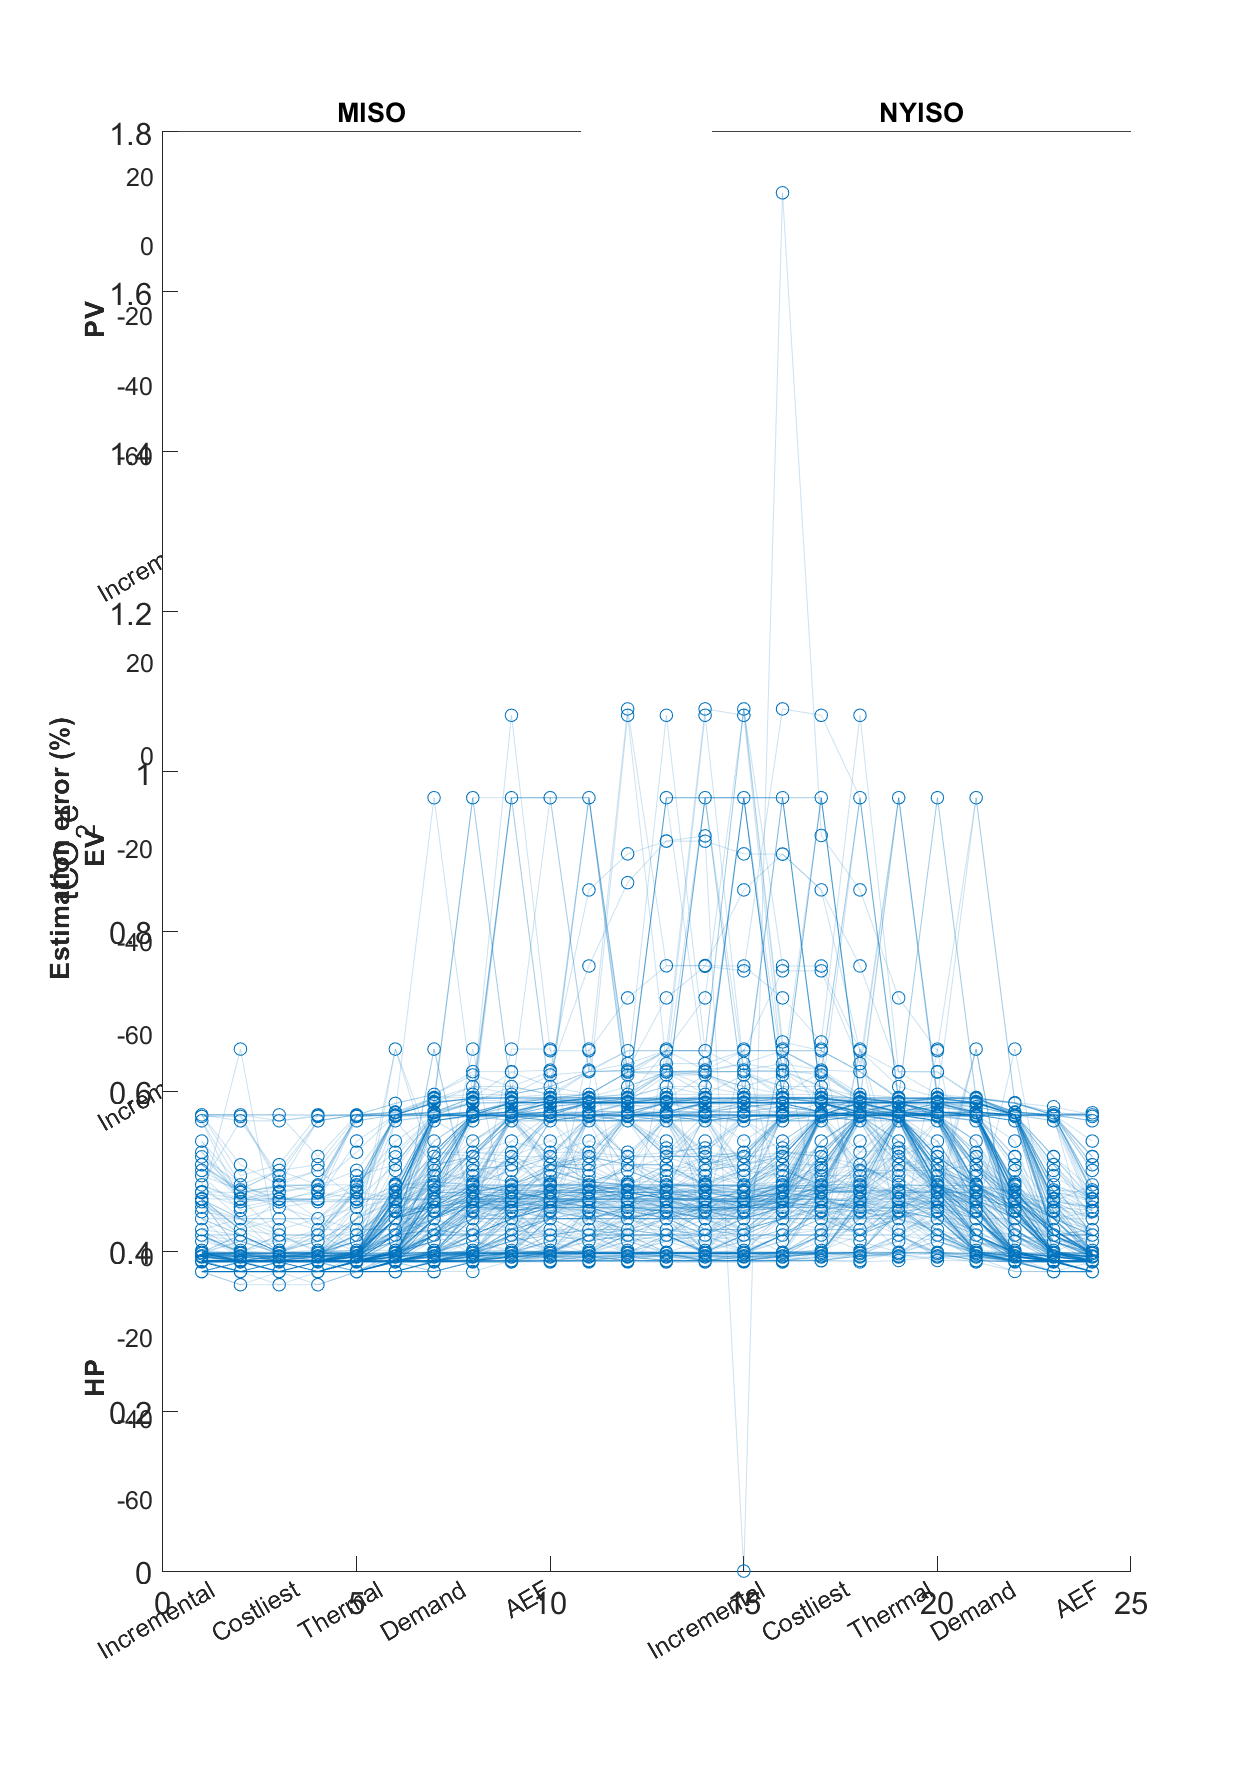 MISO
NYISO
1.8
20
0
1.6
-20
PV
-40
1.4
-60
Increm
1.2
20
0
1
Estimation error (%)
tCO2e
EV
-20
0.8
-40
-60
0.6
Increm
0.4
0
-20
HP
0.2
-40
-60
0
0 5 10 15 20 25
Incremental Costliest Thermal Demand AEF Incremental Costliest Thermal Demand AEF